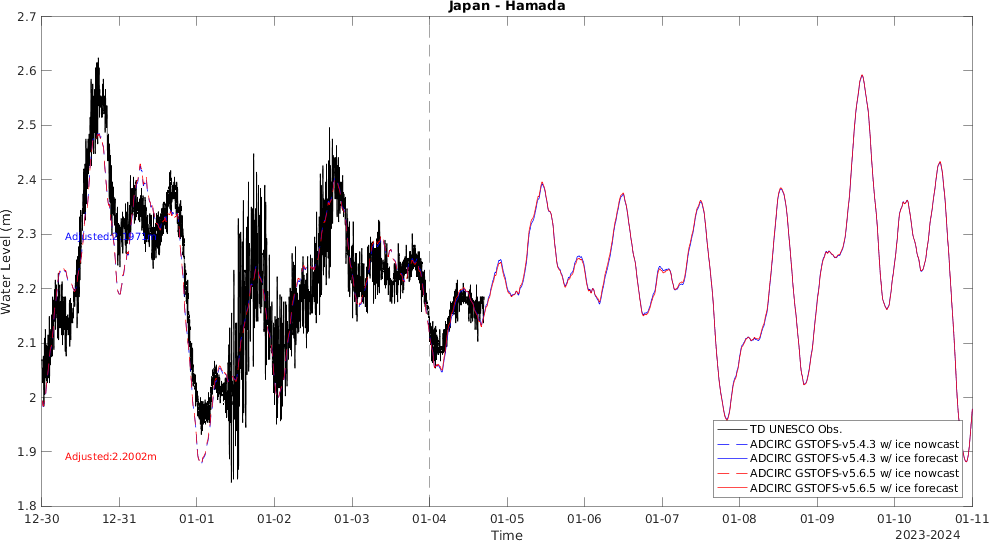 Japan - Hamada
Water Level (m)
2.7
2.6
2.5
2.4
2.3
2.2
2.1
2
1.9
1.8
Adjusted:
Adjusted:2.2002m
TD UNESCO Obs.
ADCIRC GSTOFS-v5.4.3 w/ ice nowcast
ADCIRC GSTOFS-v5.4.3 w/ ice forecast
ADCIRC GSTOFS-v5.6.5 w/ ice nowcast
ADCIRC GSTOFS-v5.6.5 w/ ice forecast
12-30 12-31 01-01 01-02 01-03 01-04 01-05 01-06 01-07 01-08 01-09 01-10 01-11
Time
2023-2024